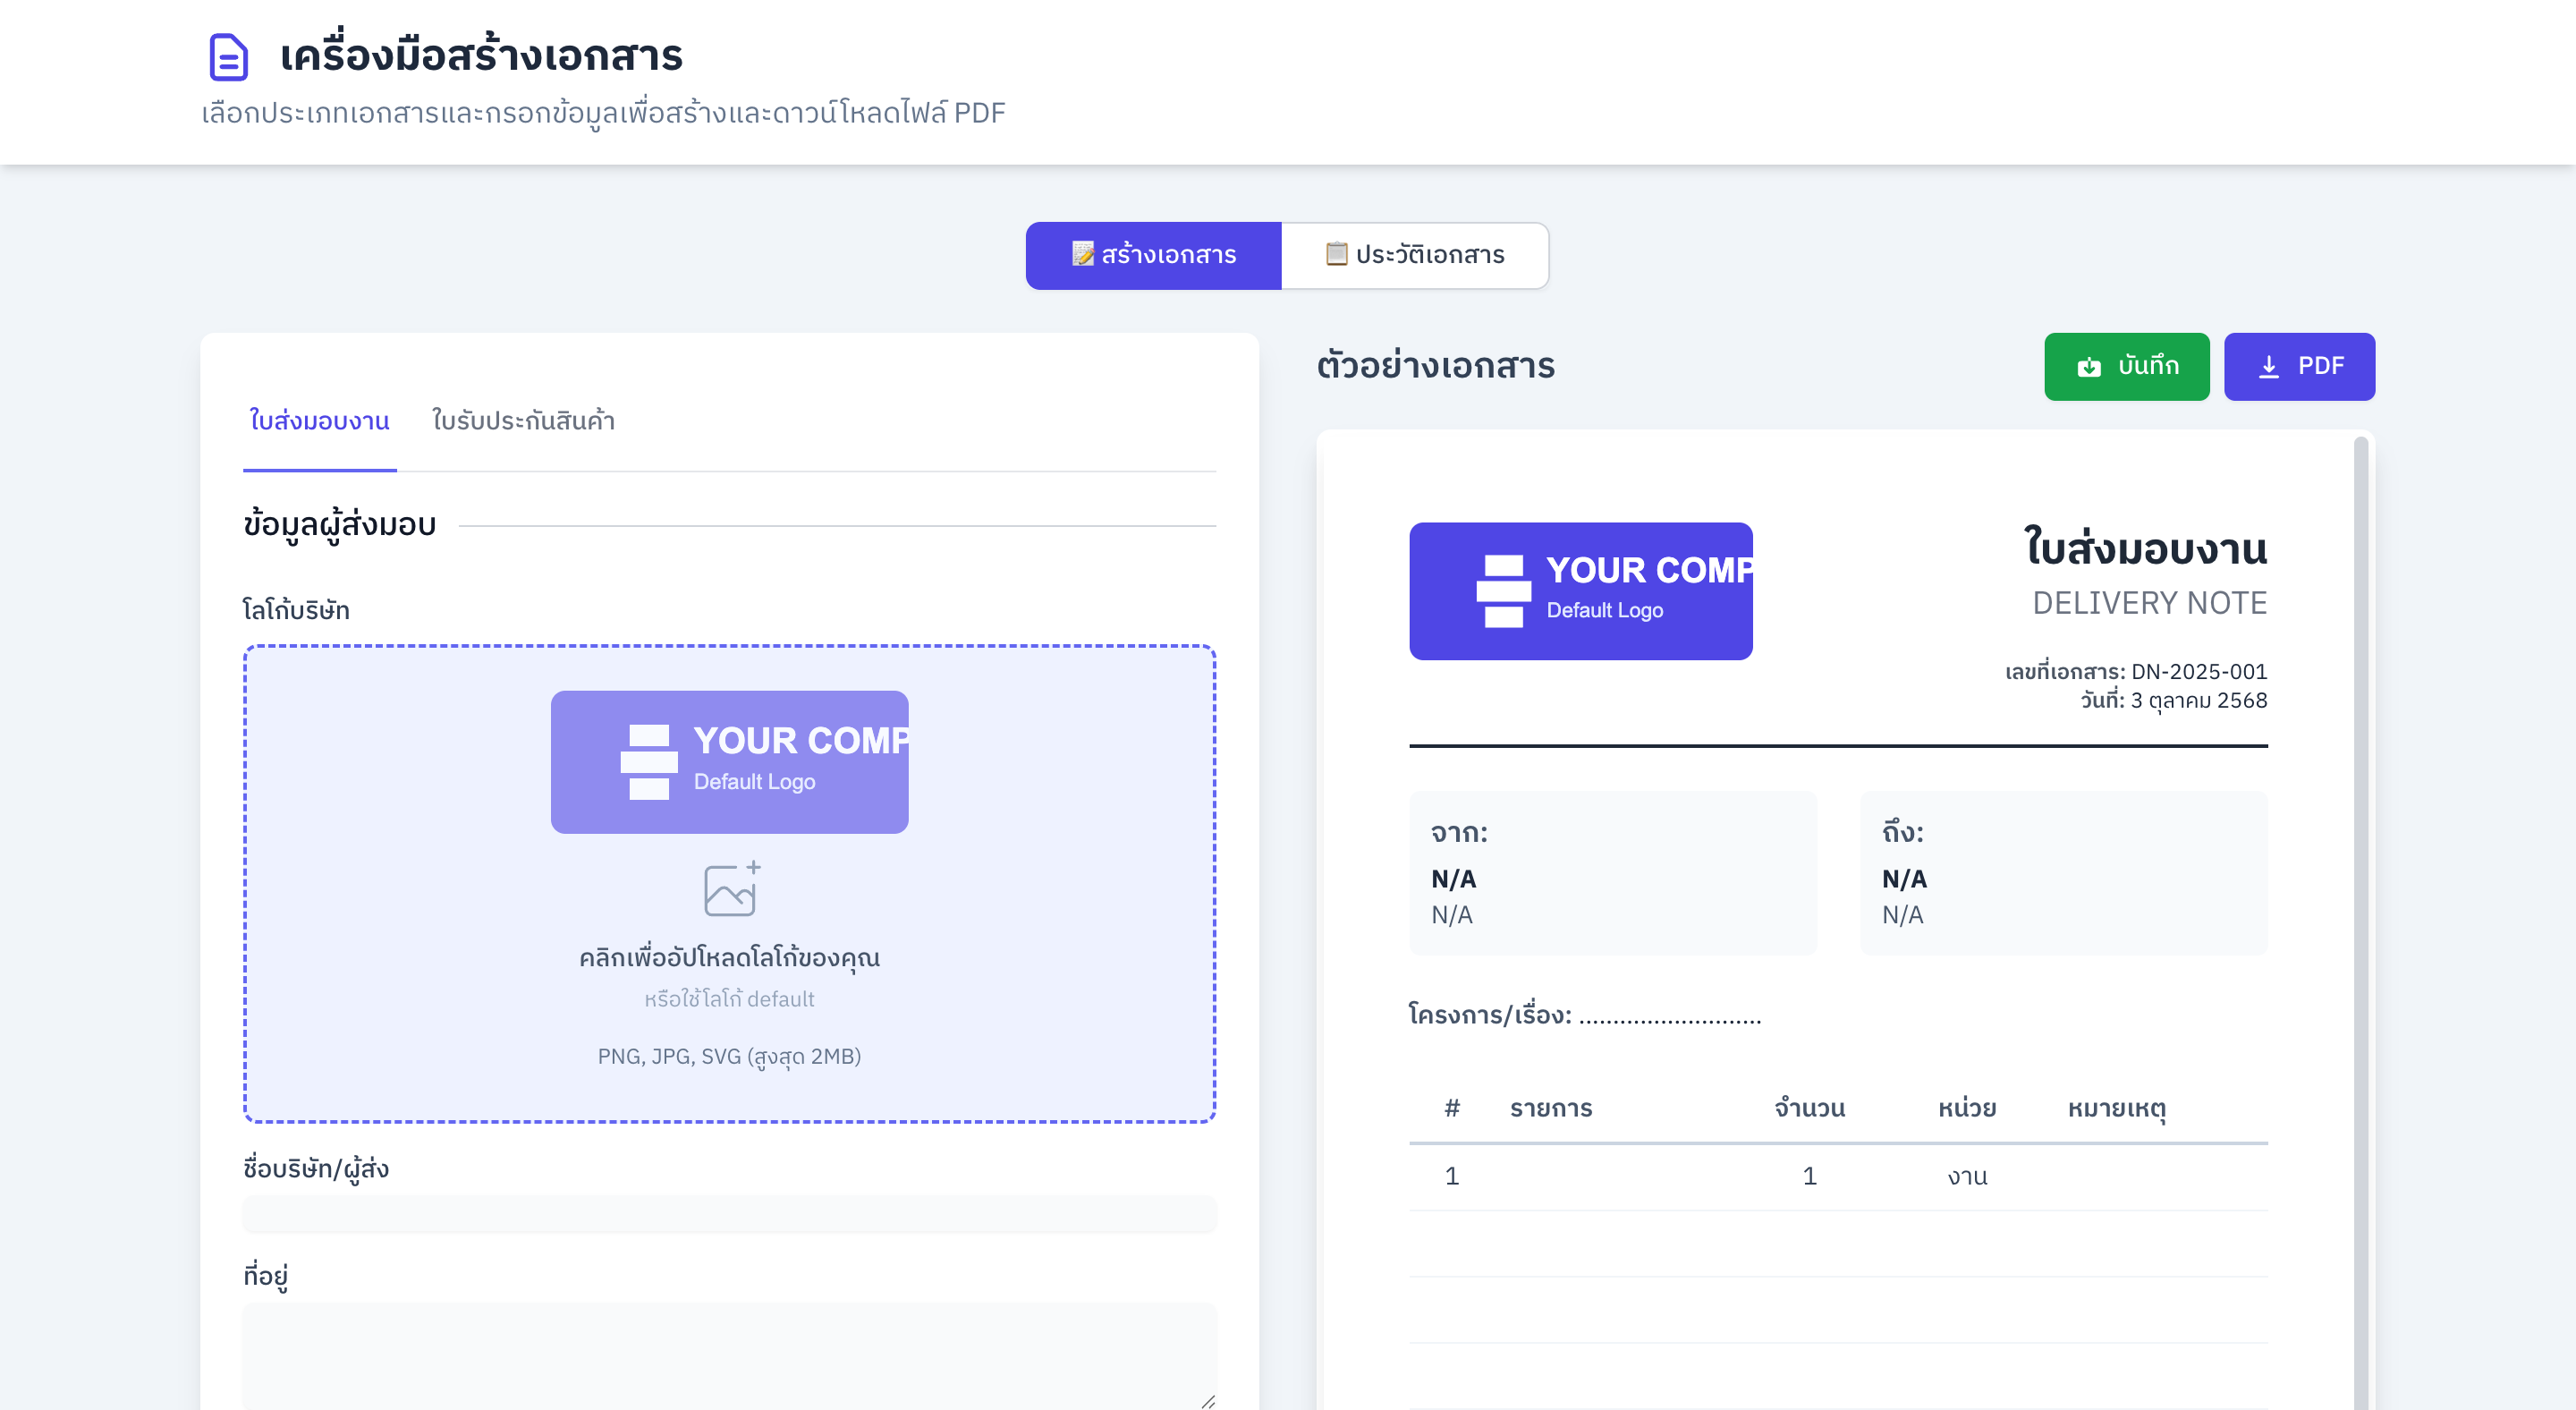 เครื่องมือสร้างเอกสาร
เลือกประเภทเอกสารและกรอกข้อมูลเพื่อสร้างและดาวน์โหลดไฟล์ PDF
สร้างเอกสาร
ประวัติเอกสาร
ใบส่งมอบงาน
ใบรับประกันสินค้า
ข้อมูลผู้ส่งมอบ
โลโก้บริษัท
YOUR COMP
Default Logo
คลิกเพื่ออัปโหลดโลโก้ของคุณ
หรือใช้โลโก้ default
PNG, JPG, SVG (สูงสุด 2MB)
ชื่อบริษัท/ผู้ส่ง
ที่อยู่
ตัวอย่างเอกสาร
บันทึก
PDF
YOUR COMP
Default Logo
ใบส่งมอบงาน
DELIVERY NOTE
เลขที่เอกสาร: DN-2025-001
วันที่: 3 ตุลาคม 2568
จาก:
N/A
N/A
ถึง:
N/A
N/A
โครงการ/เรื่อง: ...........................
# รายการ จำนวน หน่วย หมายเหตุ
1 1 งาน